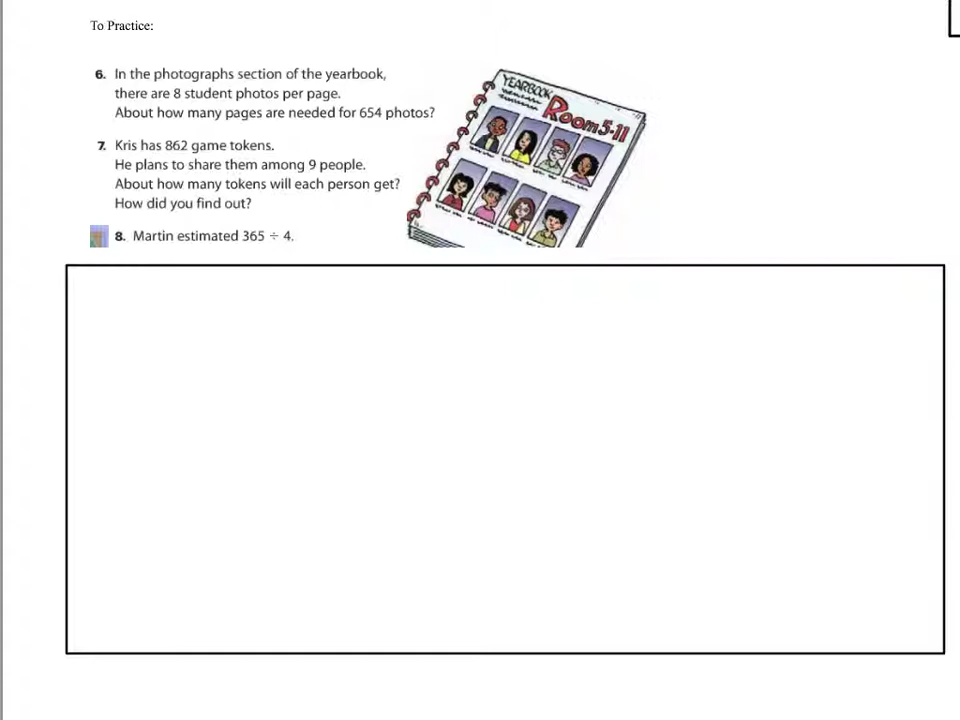 To Practice:
6. In the photographs section of the yearbook,
there are 8 student photos per page.
About how many pages are needed for 654 photos?
7. Kris has 862 game tokens.
He plans to share them among 9 people.
About how many tokens will each person get?
How did you find out?
8. Martin estimated 365 ÷ 4.
YEARBOOK
Room 5-11